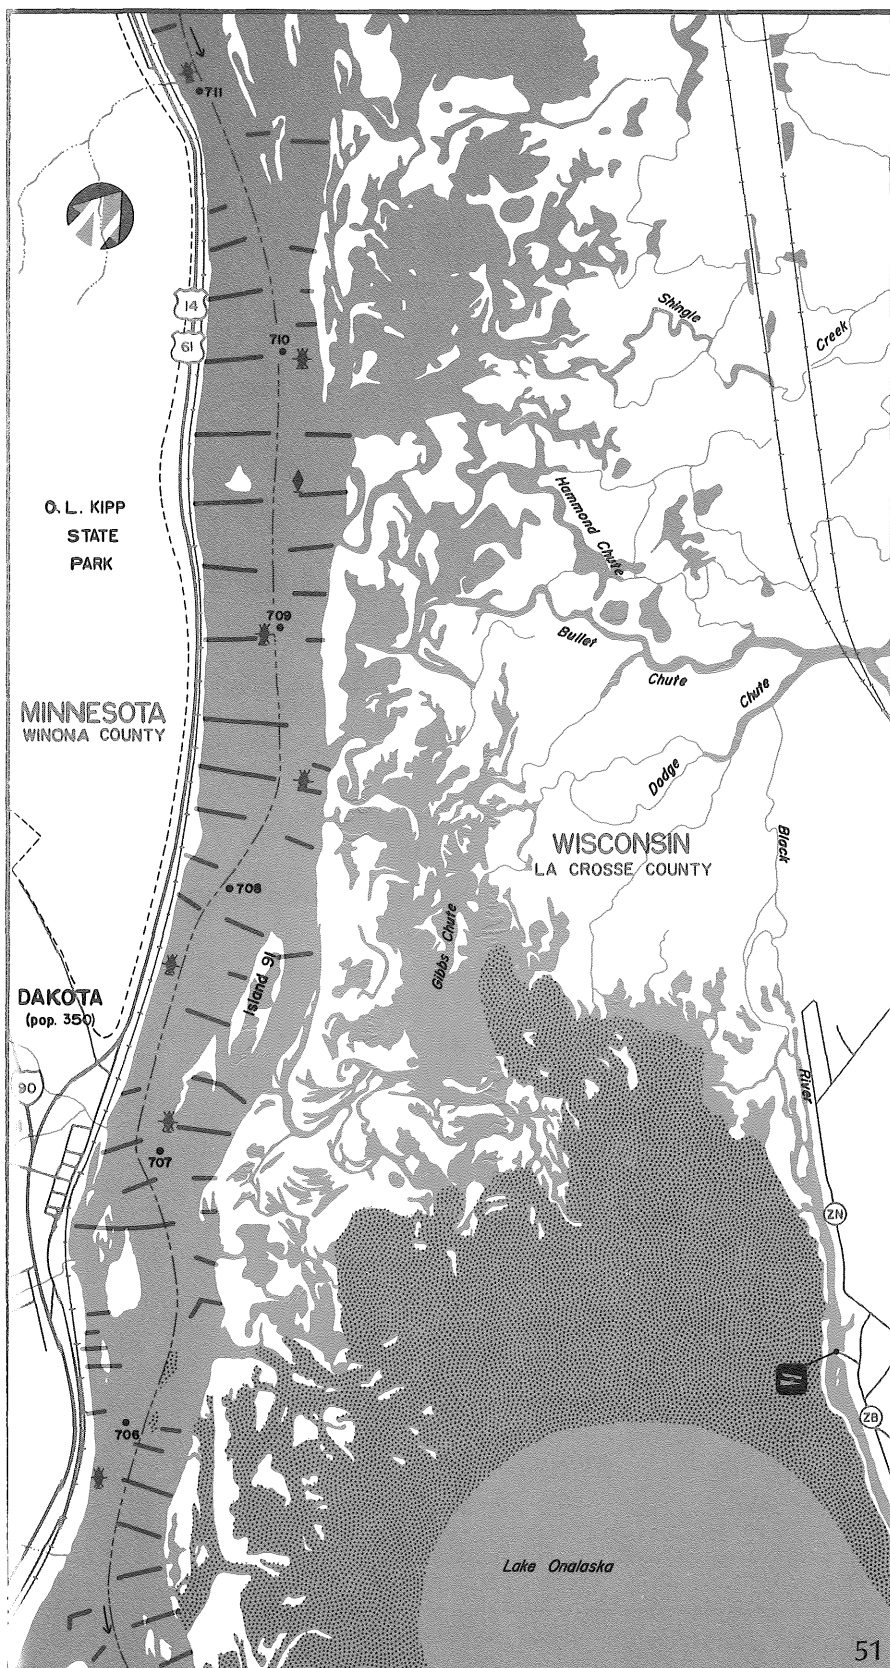 711
14
61
710
Shingle
Creek
O. L. KIPP
STATE
PARK
Hammond Chute
709
Bullet
Chute
Chute
Dodge
MINNESOTA
WINONA COUNTY
WISCONSIN
LA CROSSE COUNTY
Black
708
Gibbs Chute
Island 91
DAKOTA
(pop. 350)
90
River
707
ZN
706
ZB
Lake Onalaska
51